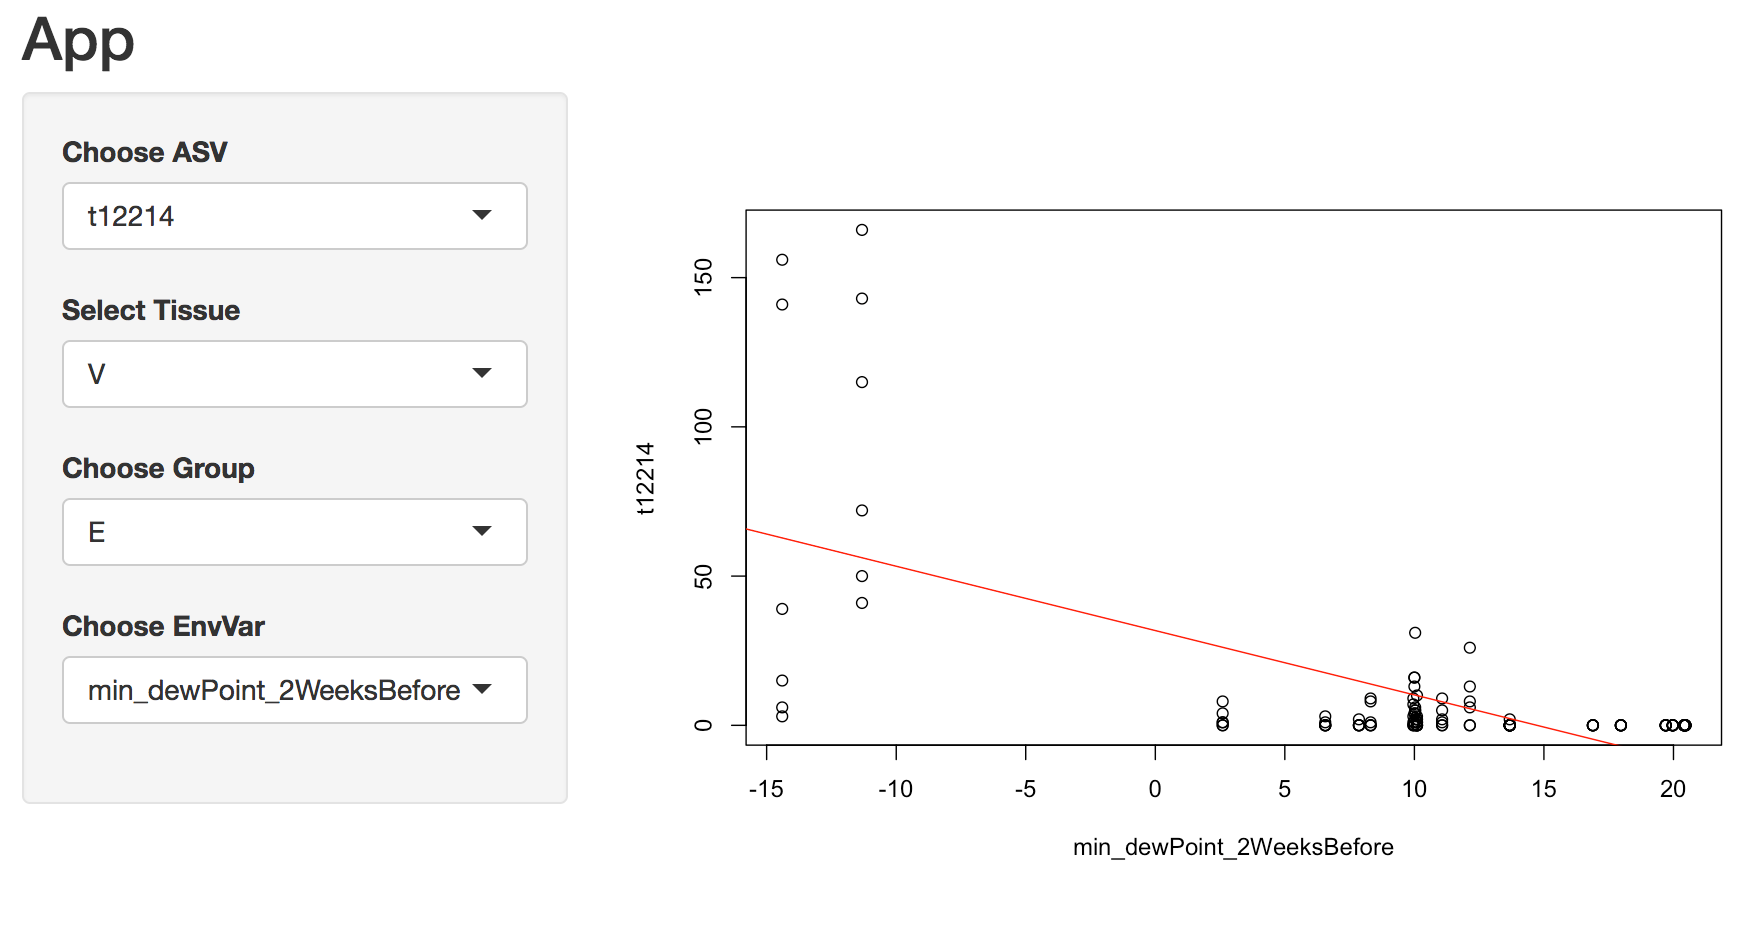 App
Choose ASV
t12214
Select Tissue
V
Choose Group
E
Choose EnvVar
min_dewPoint_2WeeksBefore
t12214
150
100
50
0
-15 -10 -5 0 5 10 15 20
min_dewPoint_2WeeksBefore